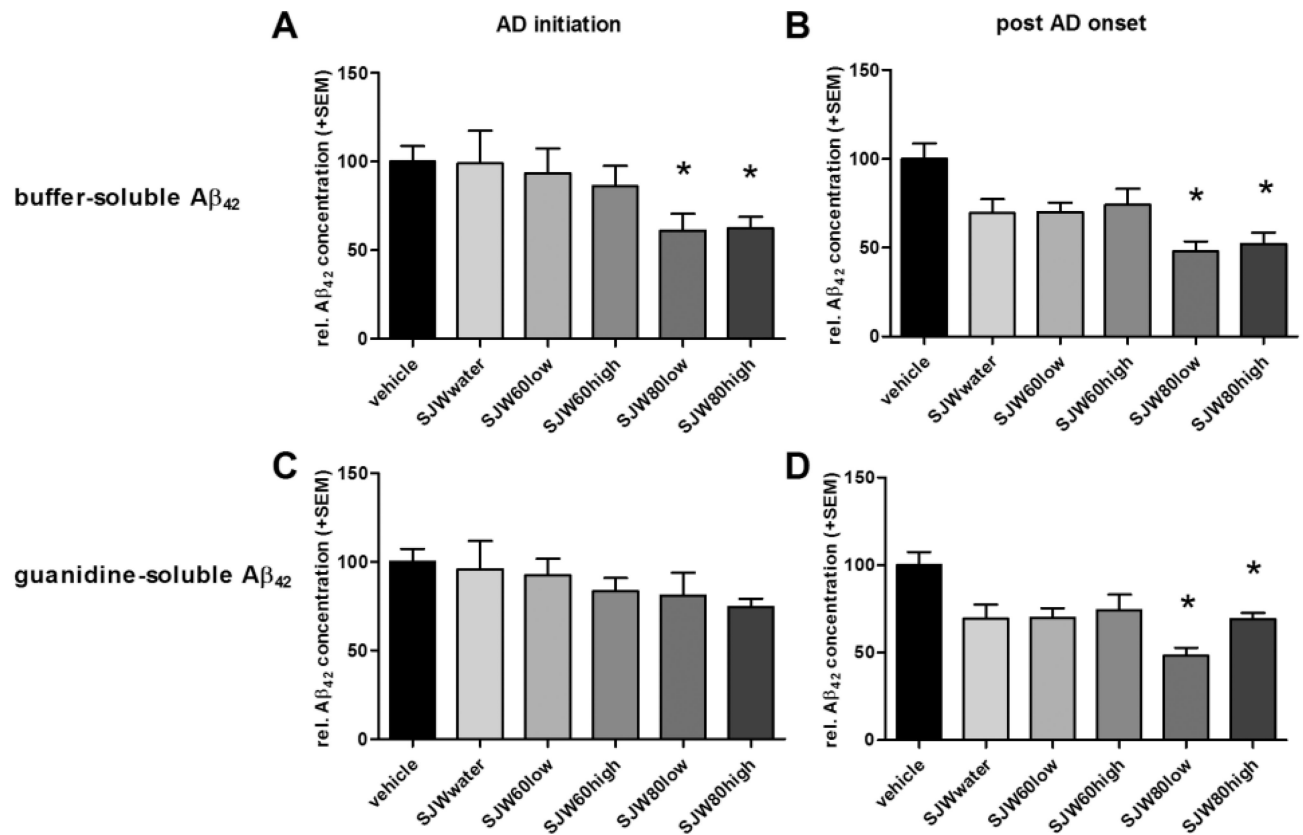 A
AD initiation
B
post AD onset
buffer-soluble Aβ42
rel. Aβ42 concentration (+SEM)
150
100
50
0
*
*
vehicle
SJWwater
SJW60low
SJW60high
SJW80low
SJW80high
rel. Aβ42 concentration (+SEM)
150
100
50
0
*
*
vehicle
SJWwater
SJW60low
SJW60high
SJW80low
SJW80high
guanidine-soluble Aβ42
C
rel. Aβ42 concentration (+SEM)
150
100
50
0
vehicle
SJWwater
SJW60low
SJW60high
SJW80low
SJW80high
D
rel. Aβ42 concentration (+SEM)
150
100
50
0
*
*
vehicle
SJWwater
SJW60low
SJW60high
SJW80low
SJW80high